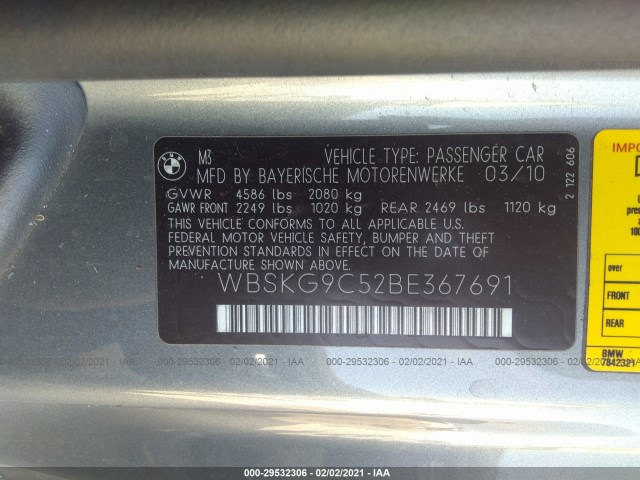 BMW
M3 VEHICLE TYPE: PASSENGER CAR
MFD BY BAYERISCHE MOTORENWERKE 03/10
GVWR 4586 lbs 2080 kg
GAWR FRONT 2249 lbs 1020 kg REAR 2469 lbs 1120 kg
THIS VEHICLE CONFORMS TO ALL APPLICABLE U.S.
FEDERAL MOTOR VEHICLE SAFETY, BUMPER AND THEFT
PREVENTION STANDARDS IN EFFECT ON THE DATE OF
MANUFACTURE SHOWN ABOVE.
WBSKG9C52BE367691
2 122 606
over
FRONT
REAR
BMW
7842321
000-29532306 - 02/02/2021 - IAA
000-29532306 - 02/02/2021 - IAA
000-29532306 - 02/02/2021 - IAA
000-29532306 - 02/02/2021 - IAA